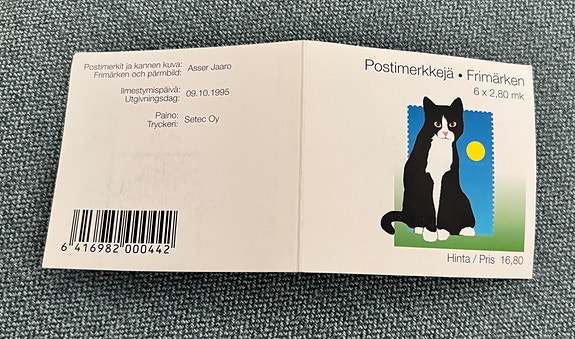 Postimerkit ja kannen kuva: Asser Jaaro
Frimärken och pärmbild:
Ilmestymispäivä: 09.10.1995
Utgivningsdag:
Paino: Setec Oy
Tryckeri:
6 416982 000442
Postimerkkejä • Frimärken
6 x 2,80 mk
Hinta / Pris 16,80